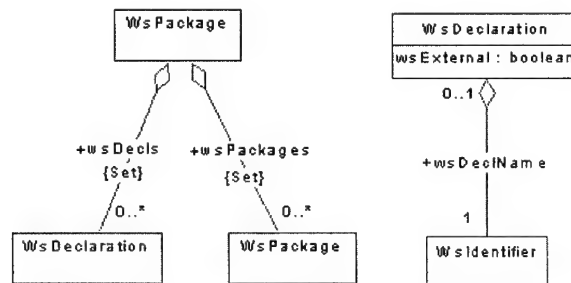 WsPackage
WsDeclaration
wsExternal : boolean
0..1
+wsDecls
+wsPackages
{Set}
{Set}
+wsDeclName
0..*
0..*
1
WsDeclaration
WsPackage
WsIdentifier